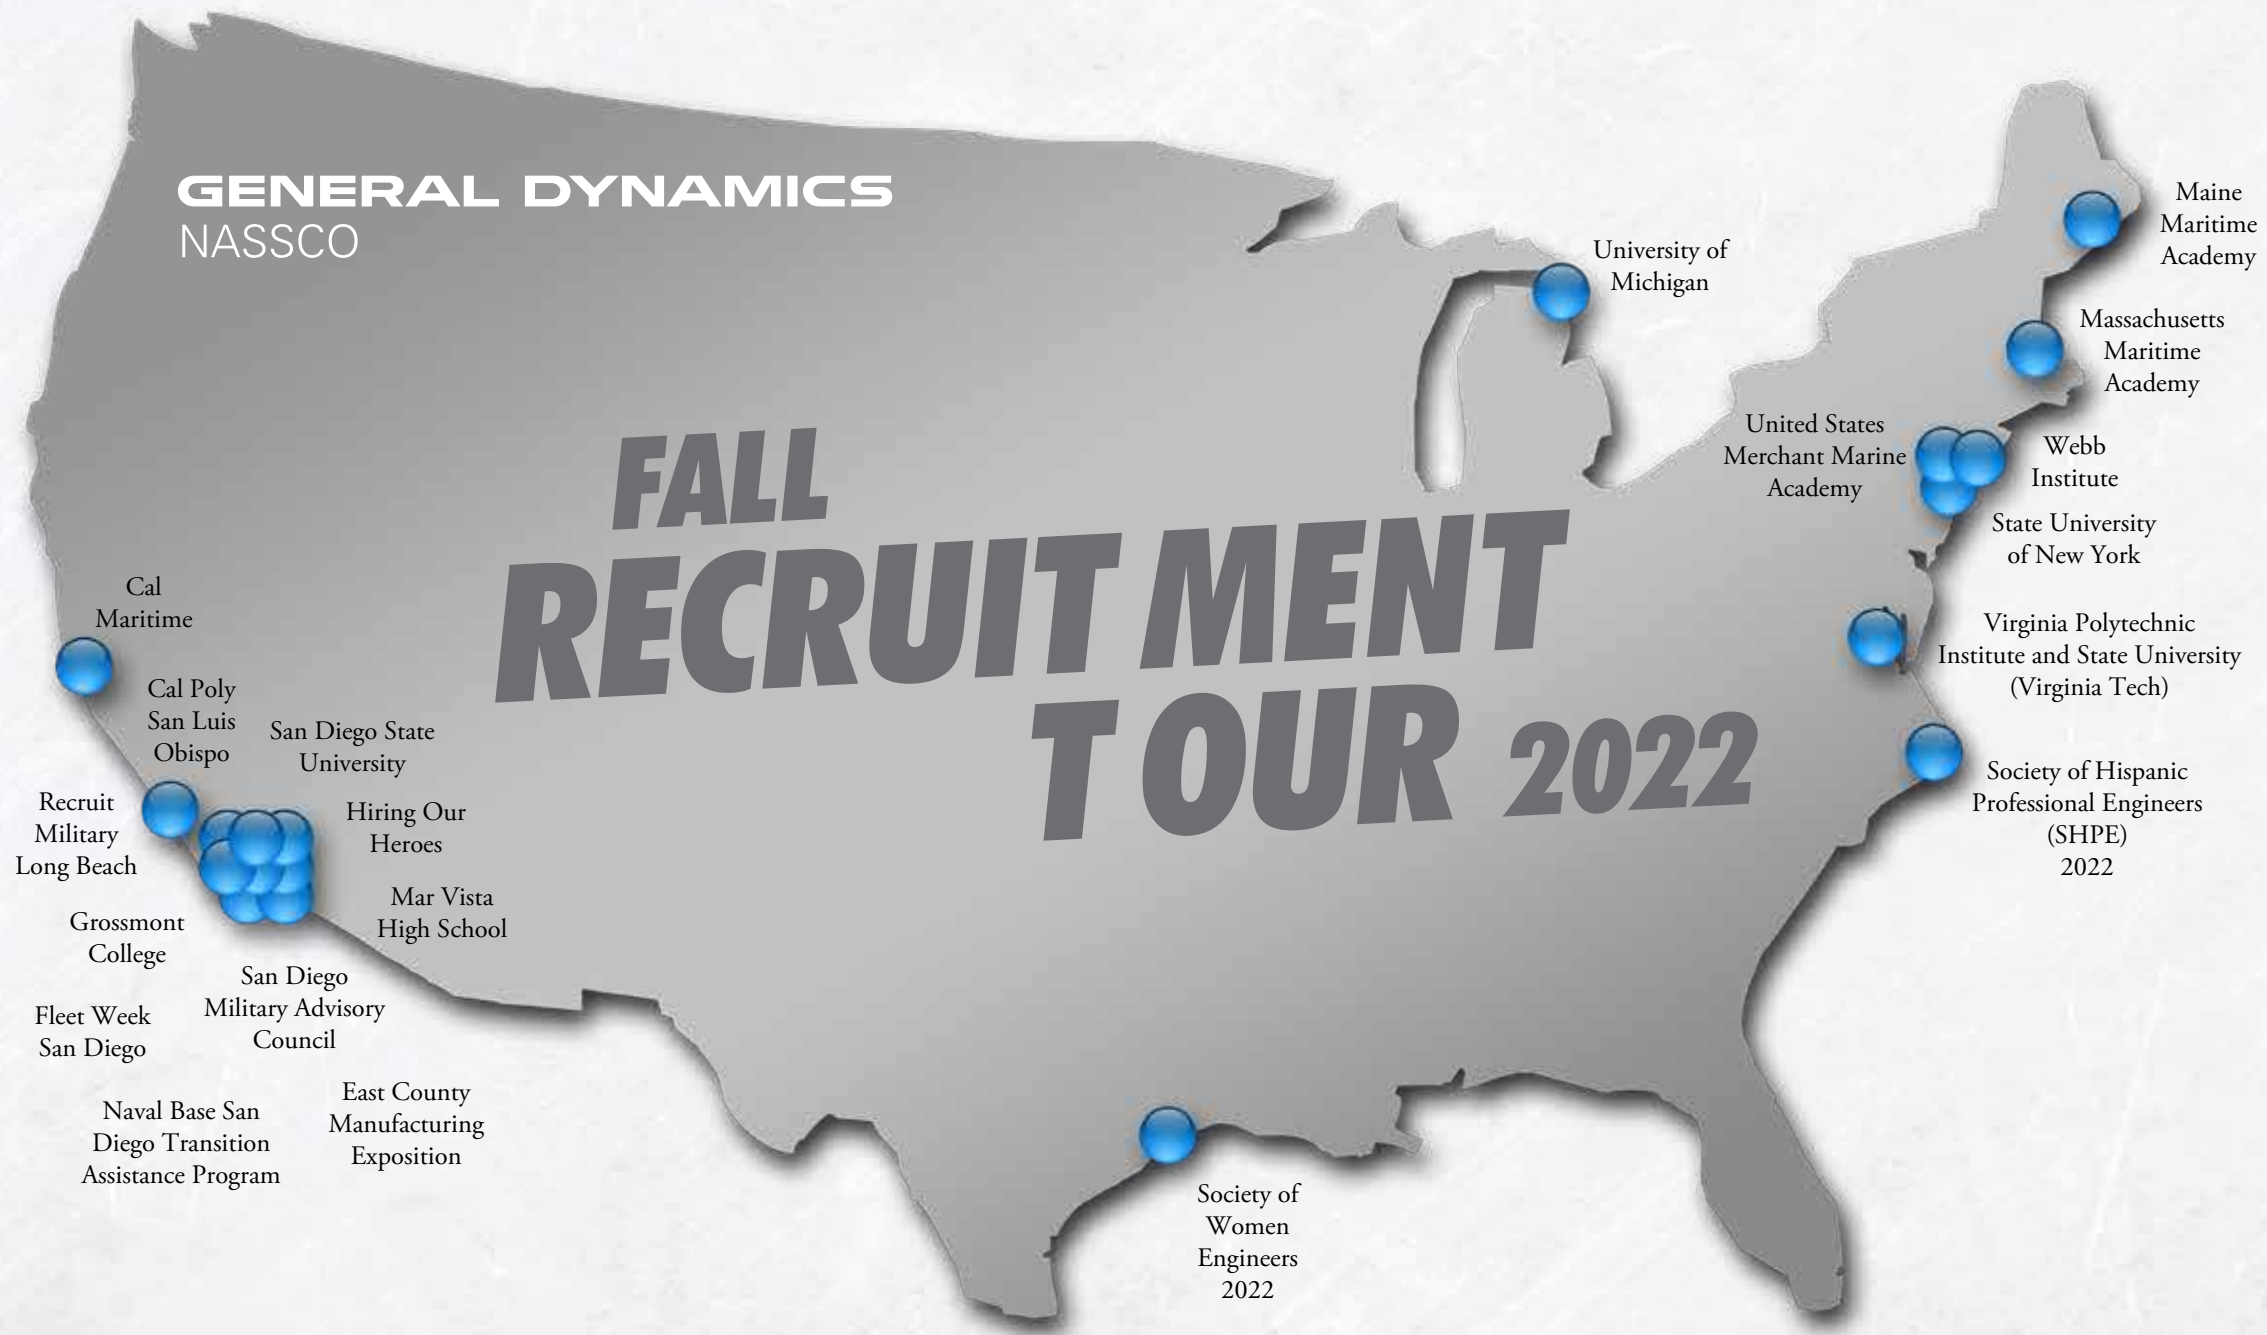 GENERAL DYNAMICS
NASSCO
FALL
RECRUITMENT
TOUR 2022
University of
Michigan
Maine
Maritime
Academy
Massachusetts
Maritime
Academy
United States
Merchant Marine
Academy
Webb
Institute
State University
of New York
Virginia Polytechnic
Institute and State University
(Virginia Tech)
Society of Hispanic
Professional Engineers
(SHPE)
2022
Cal
Maritime
Cal Poly
San Luis
Obispo
San Diego State
University
Recruit
Military
Long Beach
Hiring Our
Heroes
Mar Vista
High School
Grossmont
College
San Diego
Military Advisory
Council
Fleet Week
San Diego
East County
Manufacturing
Exposition
Naval Base San
Diego Transition
Assistance Program
Society of
Women
Engineers
2022